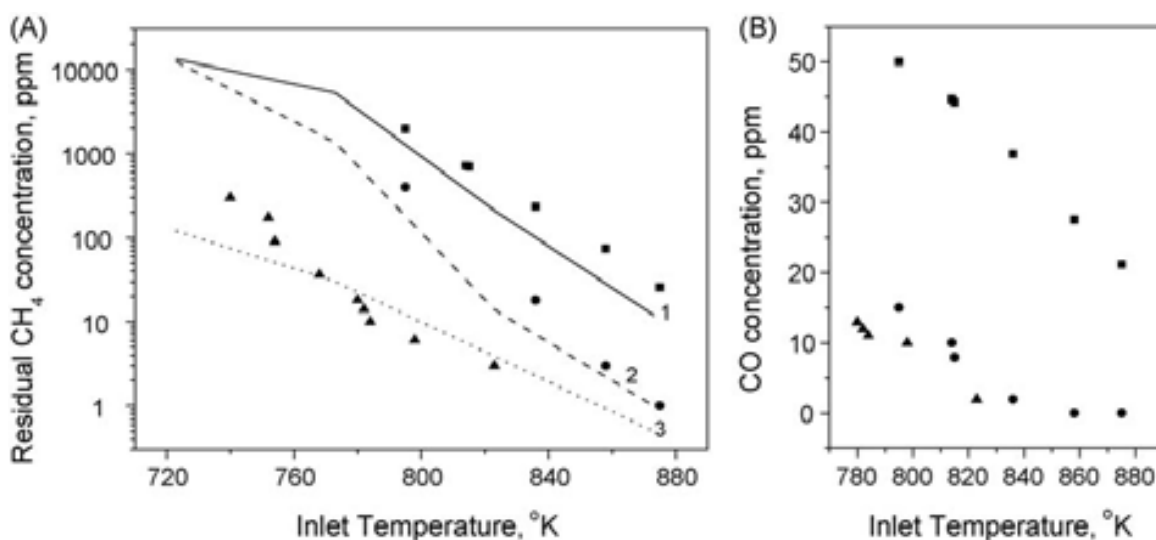 (A)
Residual CH4 concentration, ppm
10000
1000
100
10
1
1
2
3
720 760 800 840 880
Inlet Temperature, °K
(B)
CO concentration, ppm
50
40
30
20
10
0
780 800 820 840 860 880
Inlet Temperature, °K